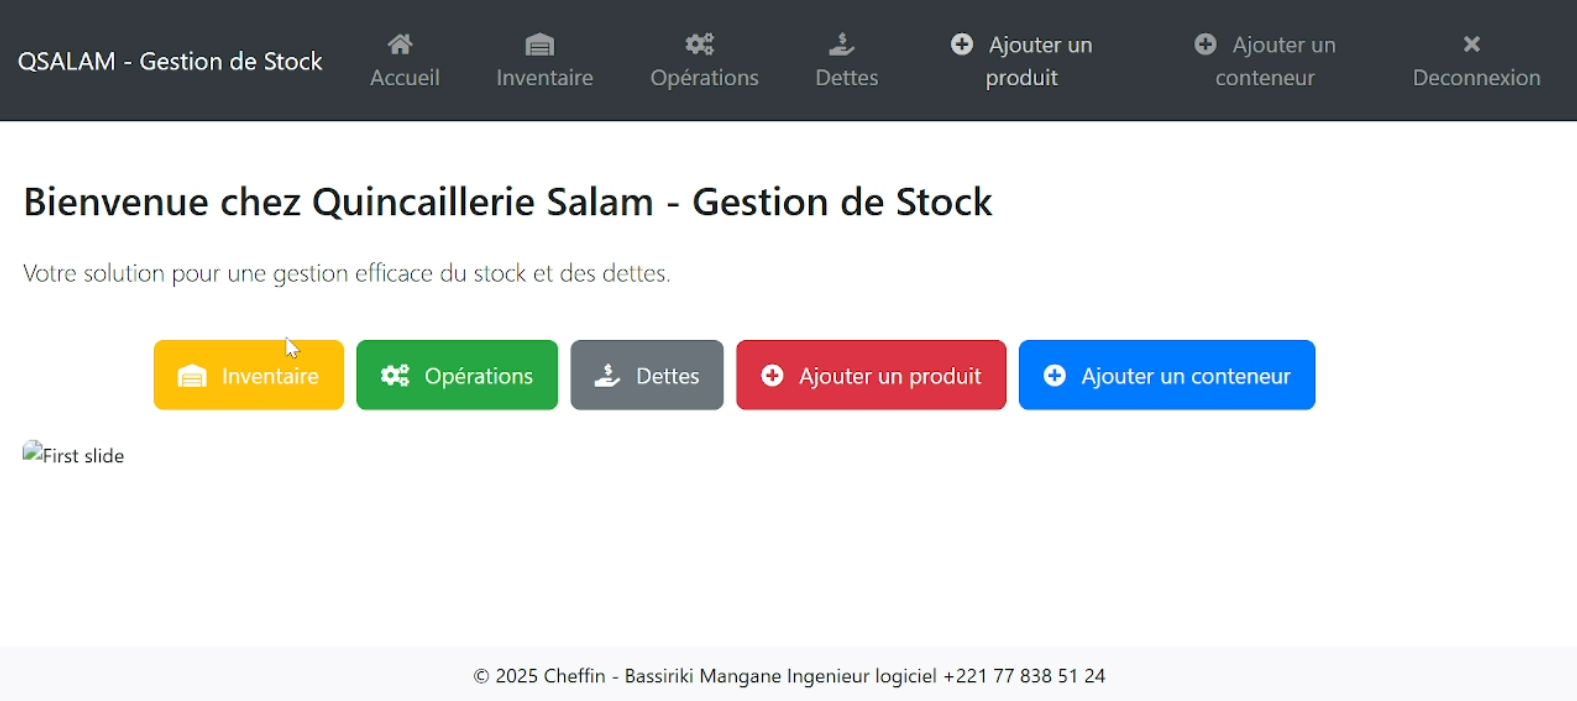 QSALAM - Gestion de Stock
Accueil
Inventaire
Opérations
Dettes
Ajouter un
produit
Ajouter un
conteneur
Deconnexion
Bienvenue chez Quincaillerie Salam - Gestion de Stock
Votre solution pour une gestion efficace du stock et des dettes.
Inventaire
Opérations
Dettes
Ajouter un produit
Ajouter un conteneur
First slide
© 2025 Cheffin - Bassiriki Mangane Ingenieur logiciel +221 77 838 51 24